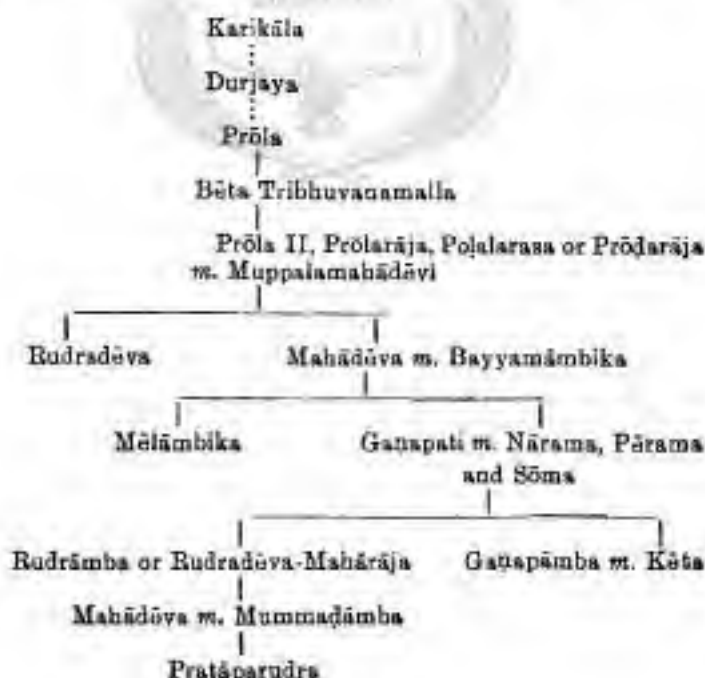 Karikāla
Durjaya
Prōla
Bēta Tribhuvanamalla
Prōla II, Prōlarāja, Poḷalarasa or Prōḍarāja
m. Muppalamahādēvi
Rudradēva Mahādēva m. Bayyamāmbika
Mēlāmbika Gaṇapati m. Nārama, Pērama
and Sōma
Rudrāmba or Rudradēva-Mahārāja Gaṇapāmba m. Kēta
Mahādēva m. Mummaḍāmba
Pratāparudra